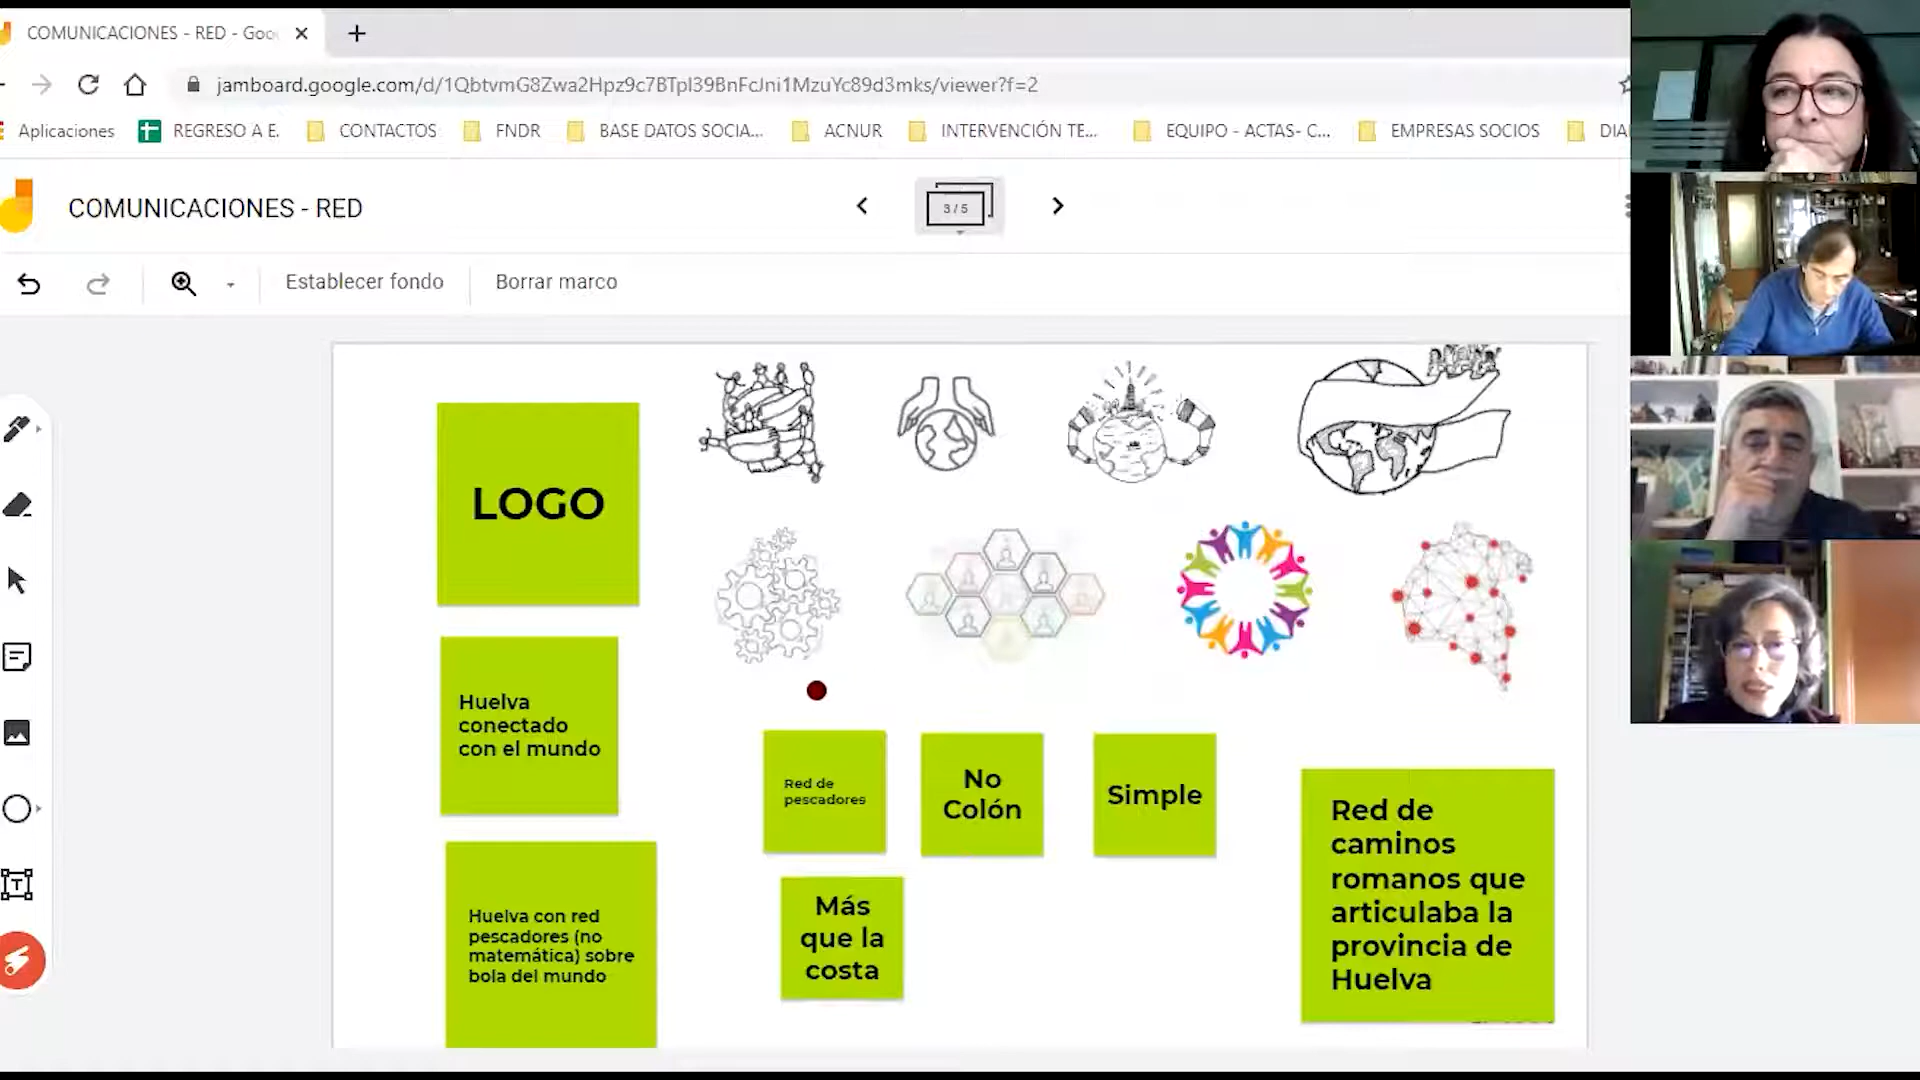 COMUNICACIONES - RED - Goo
jamboard.google.com/d/1QbtvmG8Zwa2Hpz9c7BTpI39BnFcJni1MzuYc89d3mks/viewer?f=2
Aplicaciones
REGRESO A E.
CONTACTOS
FNDR
BASE DATOS SOCIA...
ACNUR
INTERVENCIÓN TE...
EQUIPO - ACTAS- C...
EMPRESAS SOCIOS
DIA
COMUNICACIONES - RED
3 / 5
Establecer fondo
Borrar marco
LOGO
Huelva
conectado
con el mundo
Red de
pescadores
No
Colón
Simple
Red de
caminos
romanos que
articulaba la
provincia de
Huelva
Huelva con red
pescadores (no
matemática) sobre
bola del mundo
Más
que la
costa